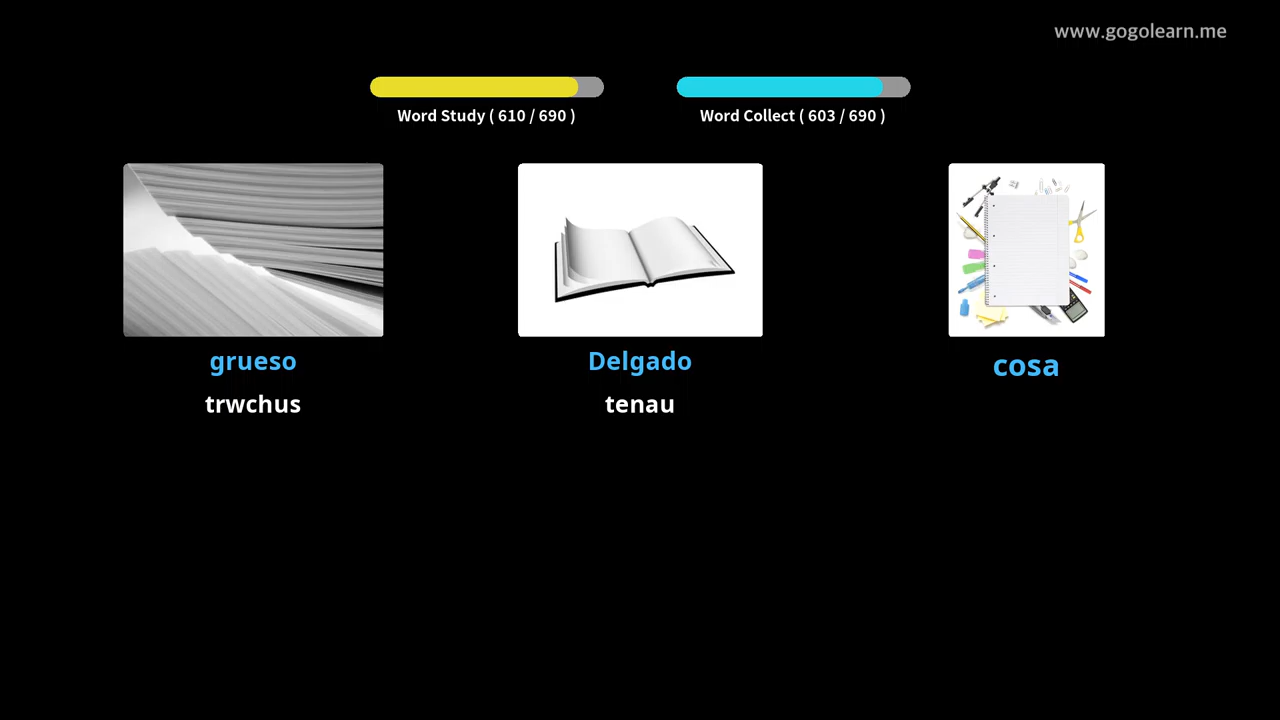 www.gogolearn.me
Word Study ( 610 / 690 )
Word Collect ( 603 / 690 )
grueso
Delgado
cosa
trwchus
tenau